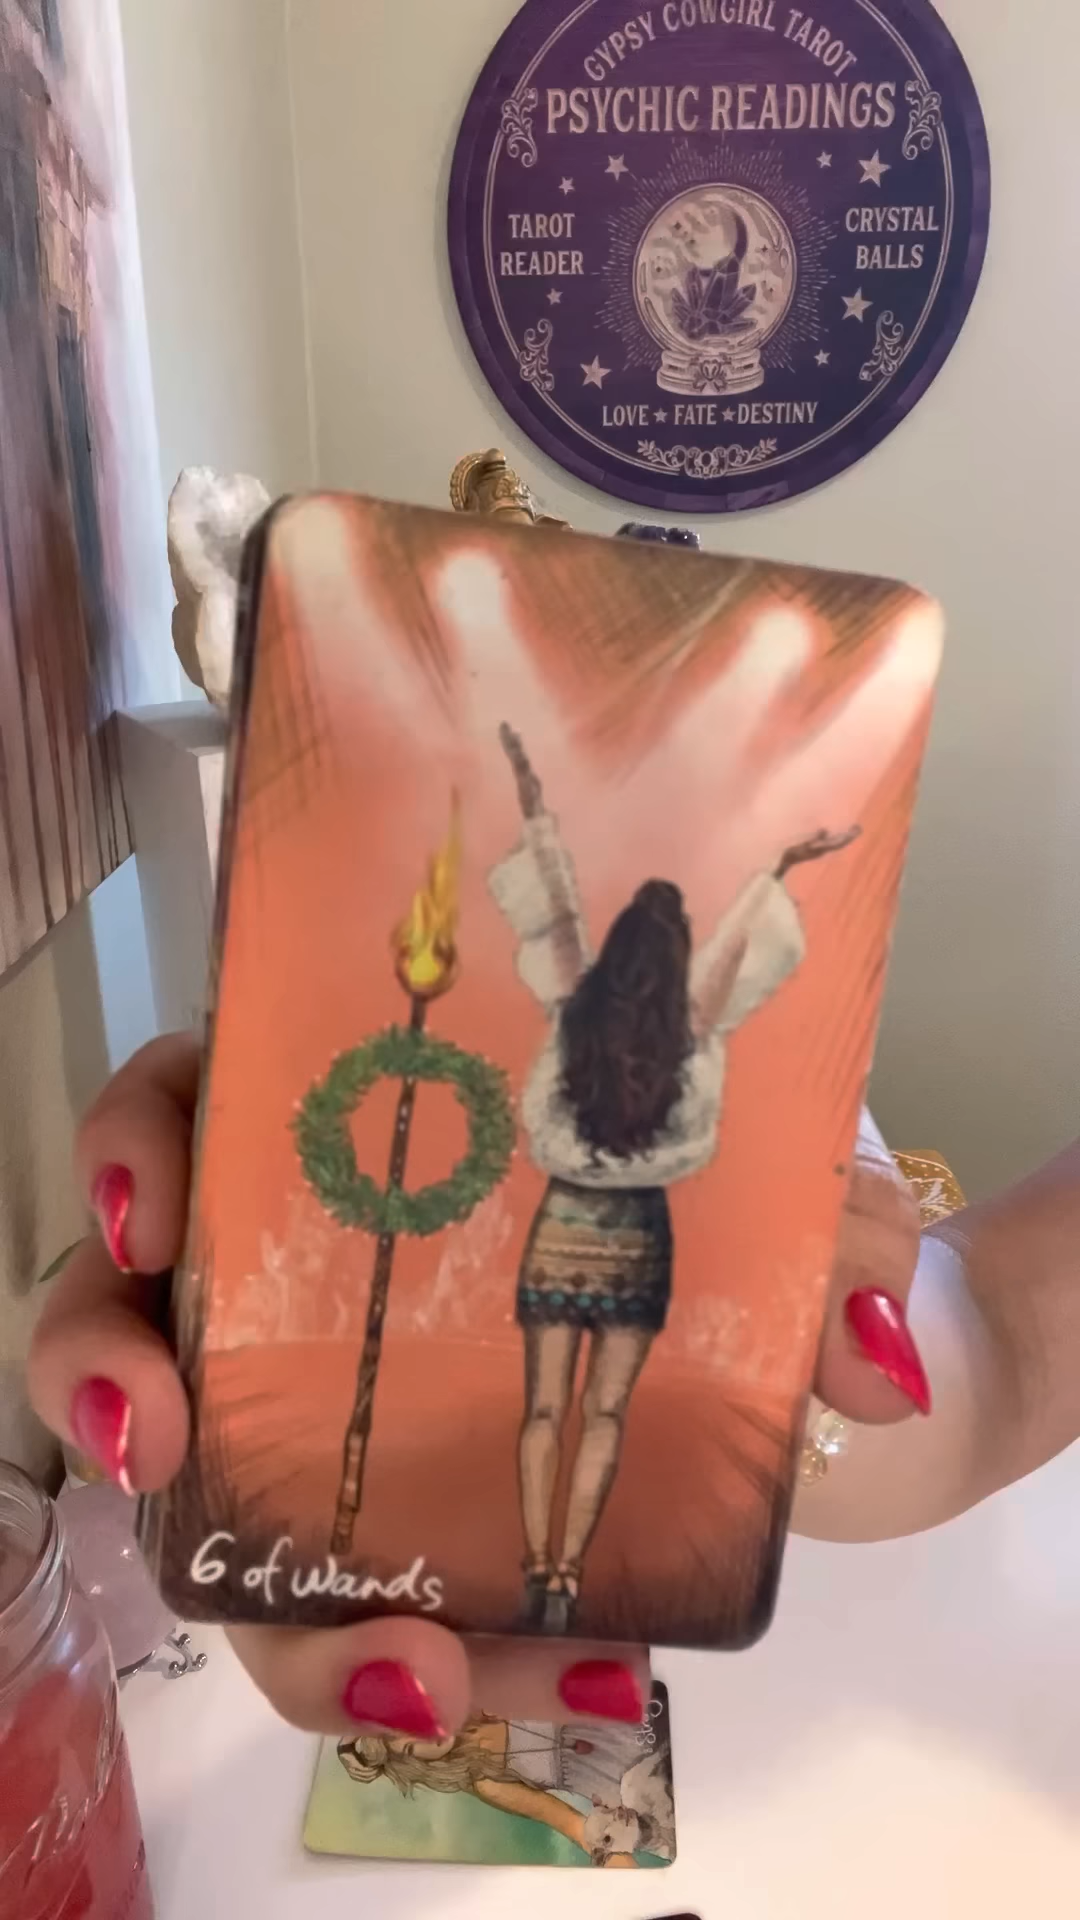 GYPSY COWGIRL TAROT
PSYCHIC READINGS
TAROT
READER
CRYSTAL
BALLS
LOVE ★ FATE ★ DESTINY
6 of wands